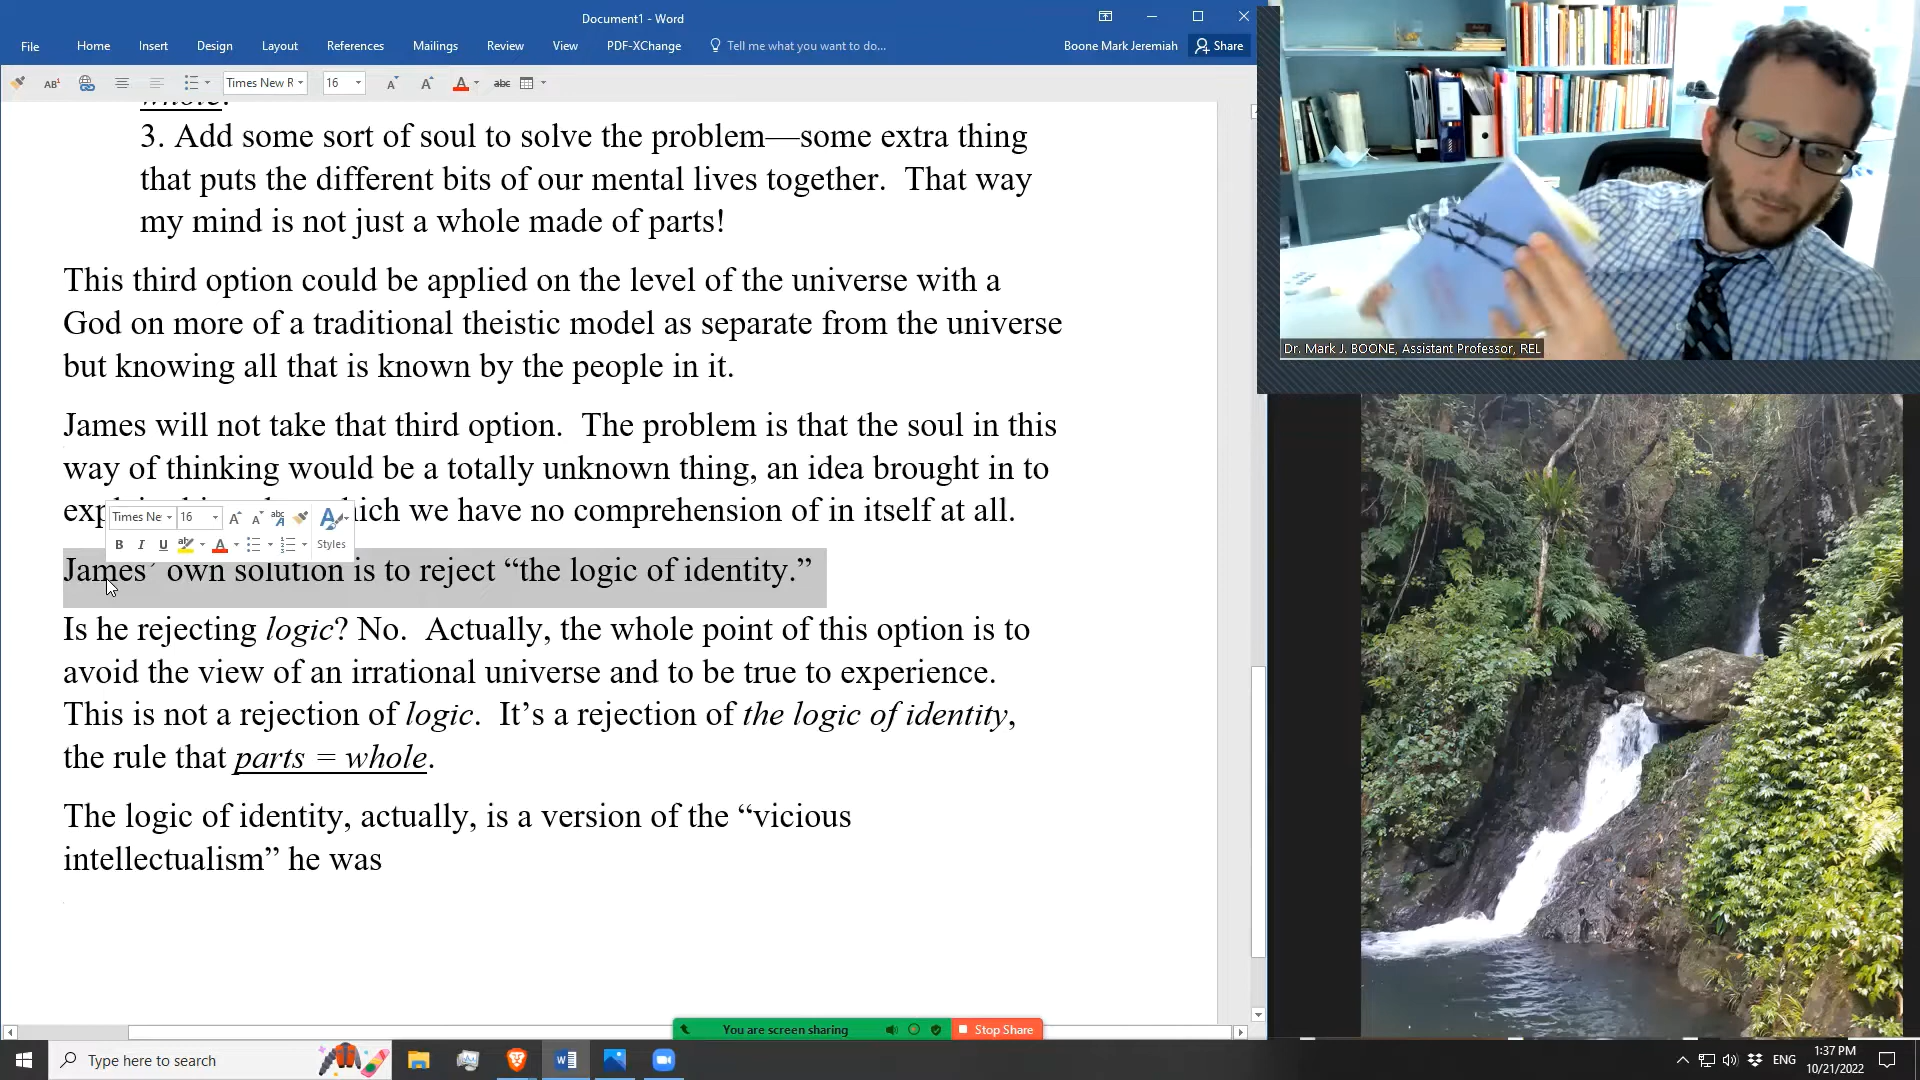 Document1 - Word
File Home Insert Design Layout References Mailings Review View PDF-XChange Tell me what you want to do... Boone Mark Jeremiah Share
AB¹ Times New R 16 A A A abc
whole.
3. Add some sort of soul to solve the problem—some extra thing
that puts the different bits of our mental lives together.  That way
my mind is not just a whole made of parts!
This third option could be applied on the level of the universe with a
God on more of a traditional theistic model as separate from the universe
but knowing all that is known by the people in it.
James will not take that third option.  The problem is that the soul in this
way of thinking would be a totally unknown thing, an idea brought in to
we have no comprehension of in itself at all.
Times Ne 16 A A abc A A
B I U ab A Styles
James’ own solution is to reject “the logic of identity.”
Is he rejecting logic? No.  Actually, the whole point of this option is to
avoid the view of an irrational universe and to be true to experience.
This is not a rejection of logic.  It’s a rejection of the logic of identity,
the rule that parts = whole.
The logic of identity, actually, is a version of the “vicious
intellectualism” he was
Dr. Mark J. BOONE, Assistant Professor, REL
You are screen sharing Stop Share
Type here to search
ENG
1:37 PM
10/21/2022